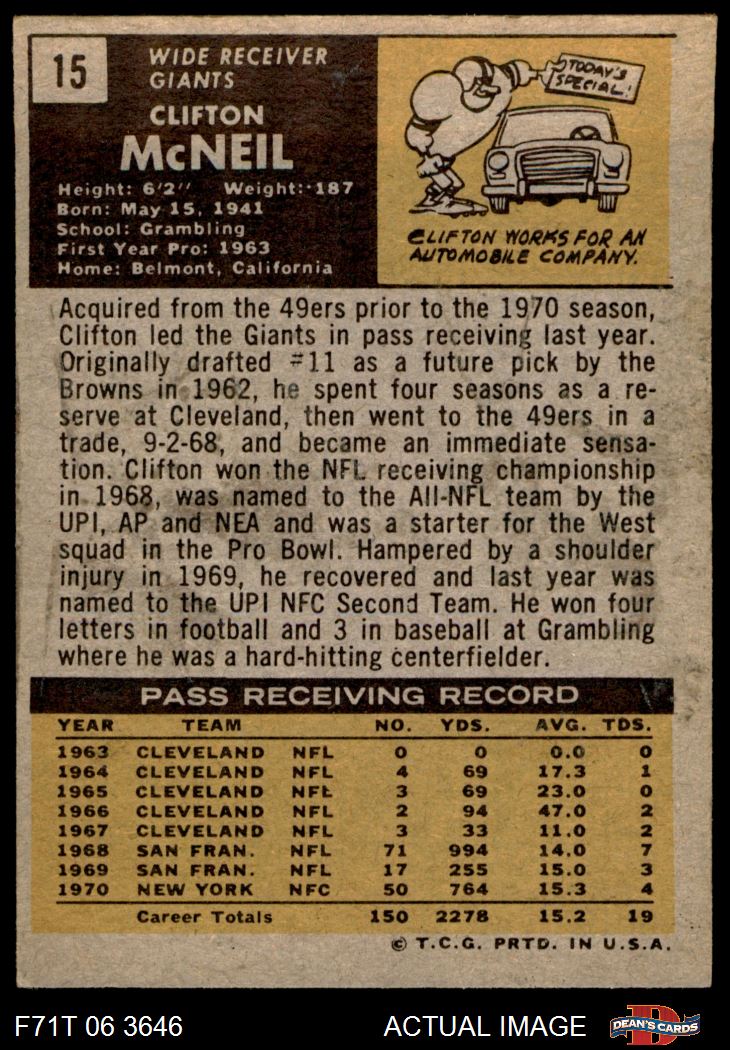 15
WIDE RECEIVER
GIANTS
CLIFTON
McNEIL
Height: 6'2" Weight: 187
Born: May 15, 1941
School: Grambling
First Year Pro: 1963
Home: Belmont, California
TODAY'S
SPECIAL!
CLIFTON WORKS FOR AN
AUTOMOBILE COMPANY.
Acquired from the 49ers prior to the 1970 season,
Clifton led the Giants in pass receiving last year.
Originally drafted #11 as a future pick by the
Browns in 1962, he spent four seasons as a re-
serve at Cleveland, then went to the 49ers in a
trade, 9-2-68, and became an immediate sensa-
tion. Clifton won the NFL receiving championship
in 1968, was named to the All-NFL team by the
UPI, AP and NEA and was a starter for the West
squad in the Pro Bowl. Hampered by a shoulder
injury in 1969, he recovered and last year was
named to the UPI NFC Second Team. He won four
letters in football and 3 in baseball at Grambling
where he was a hard-hitting centerfielder.
PASS RECEIVING RECORD
YEAR TEAM NO. YDS. AVG. TDS.
1963 CLEVELAND NFL 0 0 0.0 0
1964 CLEVELAND NFL 4 69 17.3 1
1965 CLEVELAND NFL 3 69 23.0 0
1966 CLEVELAND NFL 2 94 47.0 2
1967 CLEVELAND NFL 3 33 11.0 2
1968 SAN FRAN. NFL 71 994 14.0 7
1969 SAN FRAN. NFL 17 255 15.0 3
1970 NEW YORK NFC 50 764 15.3 4
Career Totals 150 2278 15.2 19
© T.C.G. PRTD. IN U.S.A.
F71T 06 3646 ACTUAL IMAGE DEAN'S CARDS